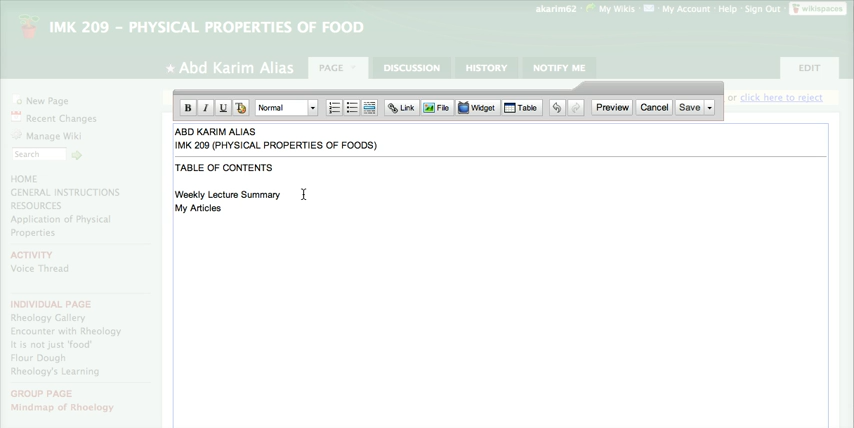 akarim62 · My Wikis · My Account · Help · Sign Out · wikispaces
IMK 209 - PHYSICAL PROPERTIES OF FOOD
★ Abd Karim Alias
PAGE
DISCUSSION
HISTORY
NOTIFY ME
EDIT
New Page
Recent Changes
Manage Wiki
Search
HOME
GENERAL INSTRUCTIONS
RESOURCES
Application of Physical
Properties
ACTIVITY
Voice Thread
INDIVIDUAL PAGE
Rheology Gallery
Encounter with Rheology
It is not just 'food'
Flour Dough
Rheology's Learning
GROUP PAGE
Mindmap of Rhoelogy
or click here to reject
B I U T Normal Link File Widget Table Preview Cancel Save
ABD KARIM ALIAS
IMK 209 (PHYSICAL PROPERTIES OF FOODS)
TABLE OF CONTENTS
Weekly Lecture Summary
My Articles